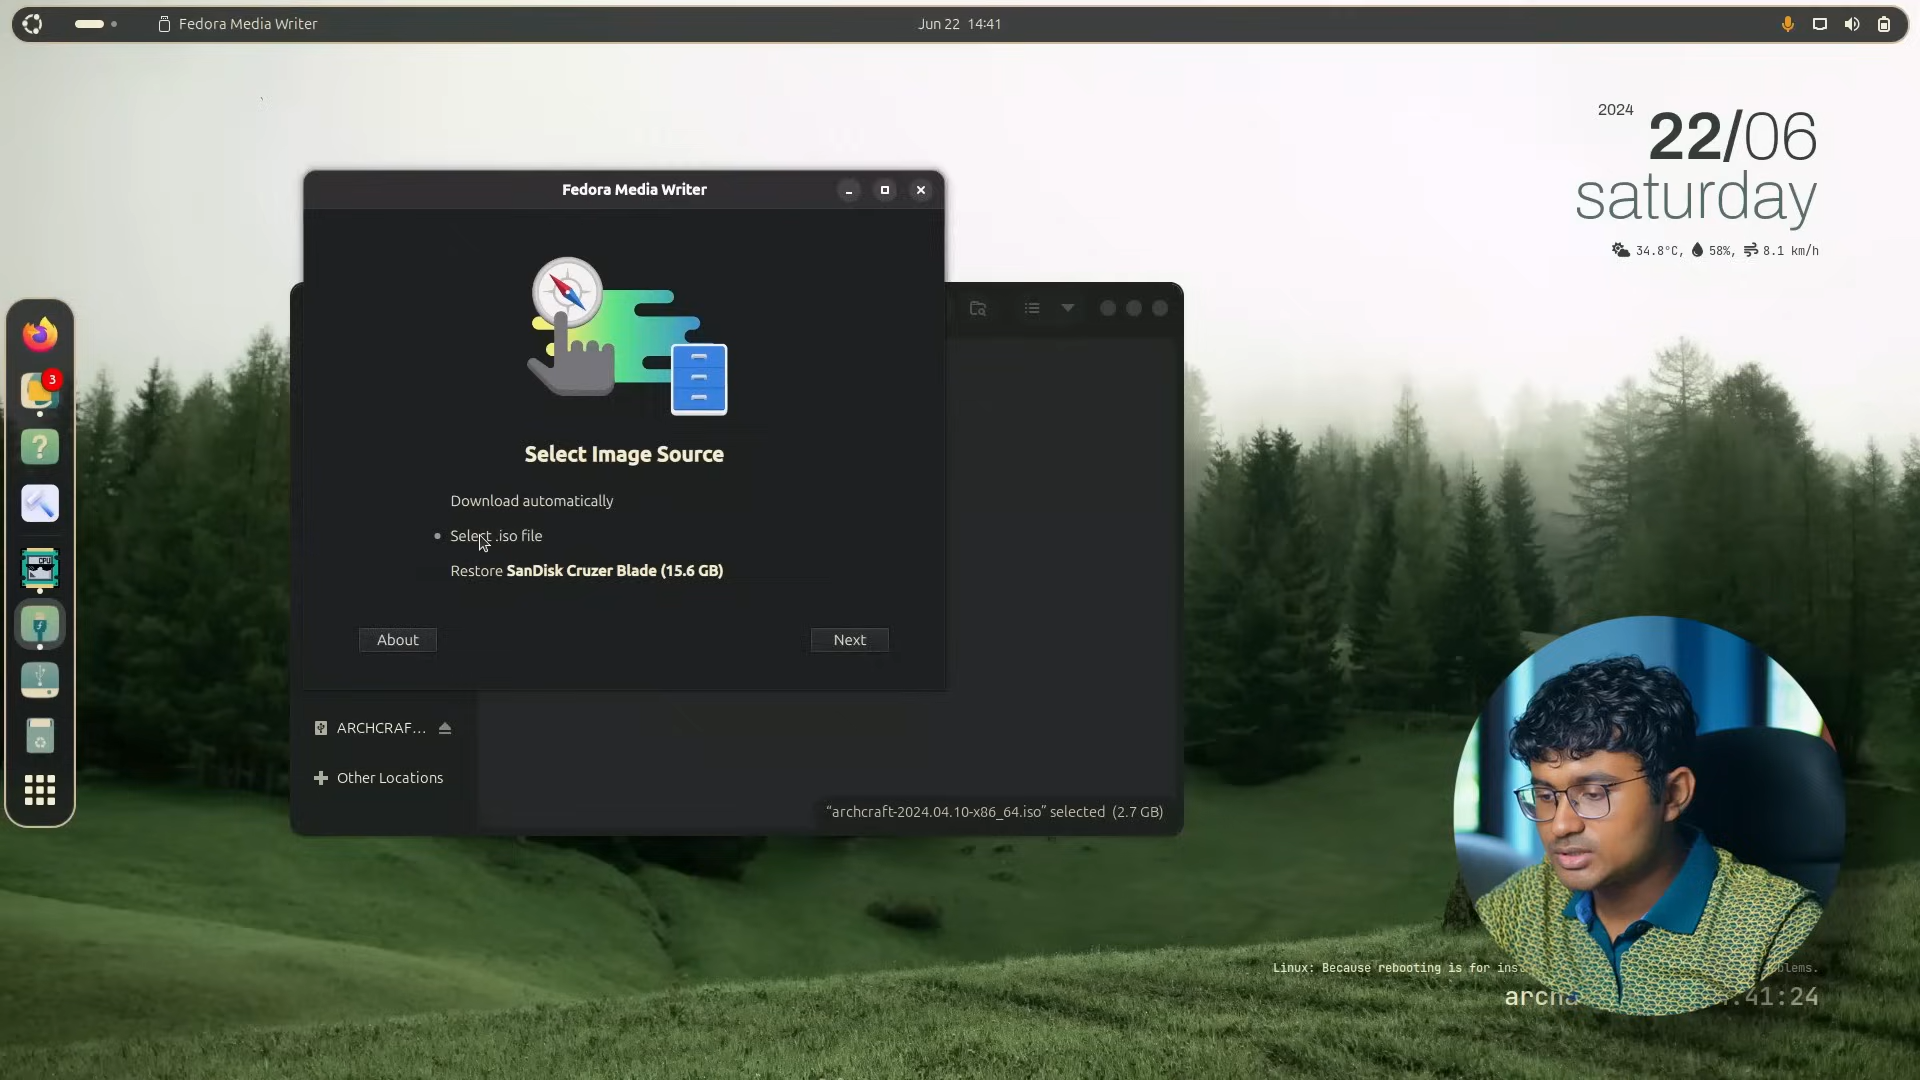 Fedora Media Writer
Jun 22 14:41
2024
22/06
saturday
34.8°C, 58%, 8.1 km/h
Fedora Media Writer
3
Select Image Source
Download automatically
Select .iso file
Restore SanDisk Cruzer Blade (15.6 GB)
About
Next
ARCHCRAF...
Other Locations
“archcraft-2024.04.10-x86_64.iso” selected (2.7 GB)
Linux: Because rebooting is for
:41:24